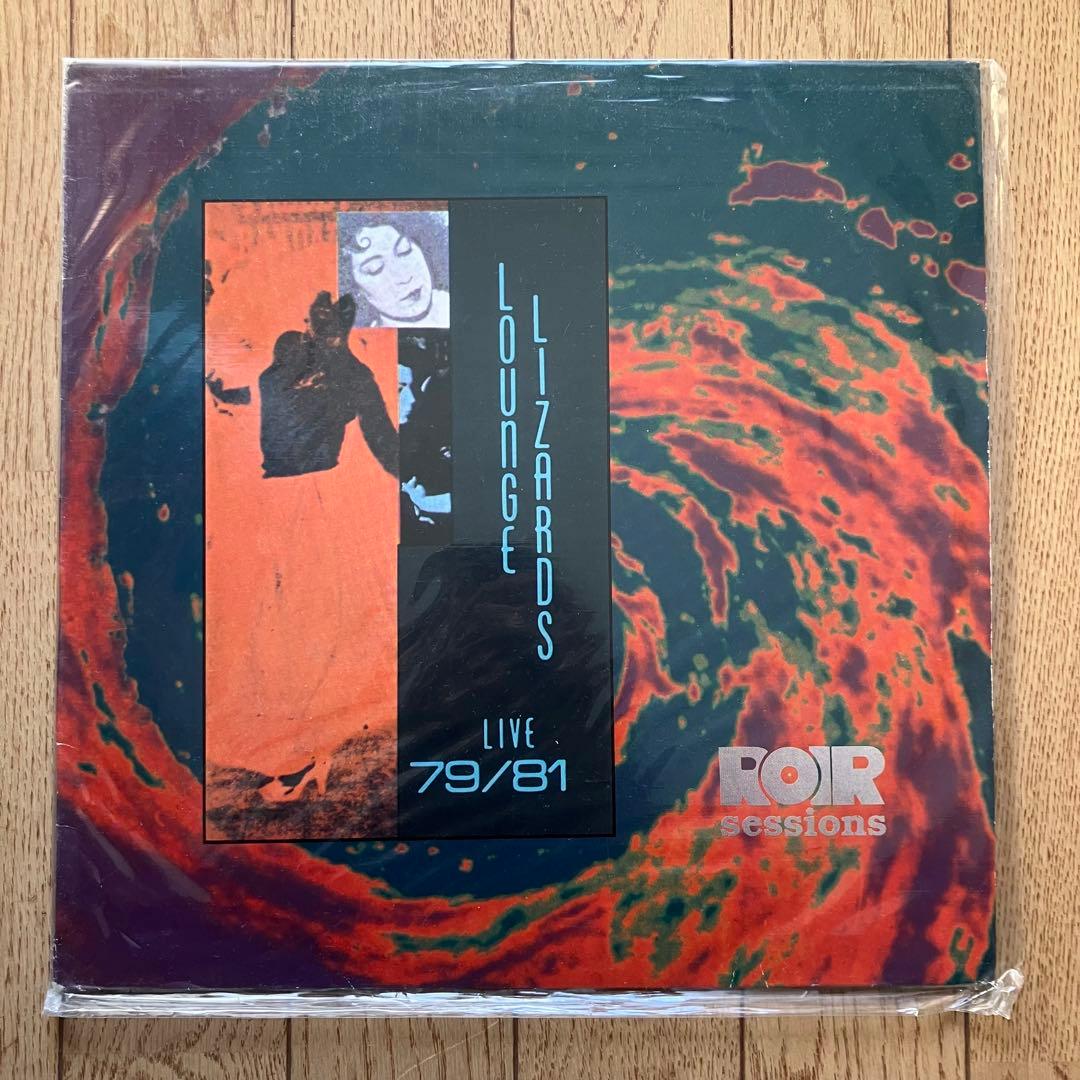 LOUNGE
LIZARDS
LIVE
79/81
ROIR
sessions